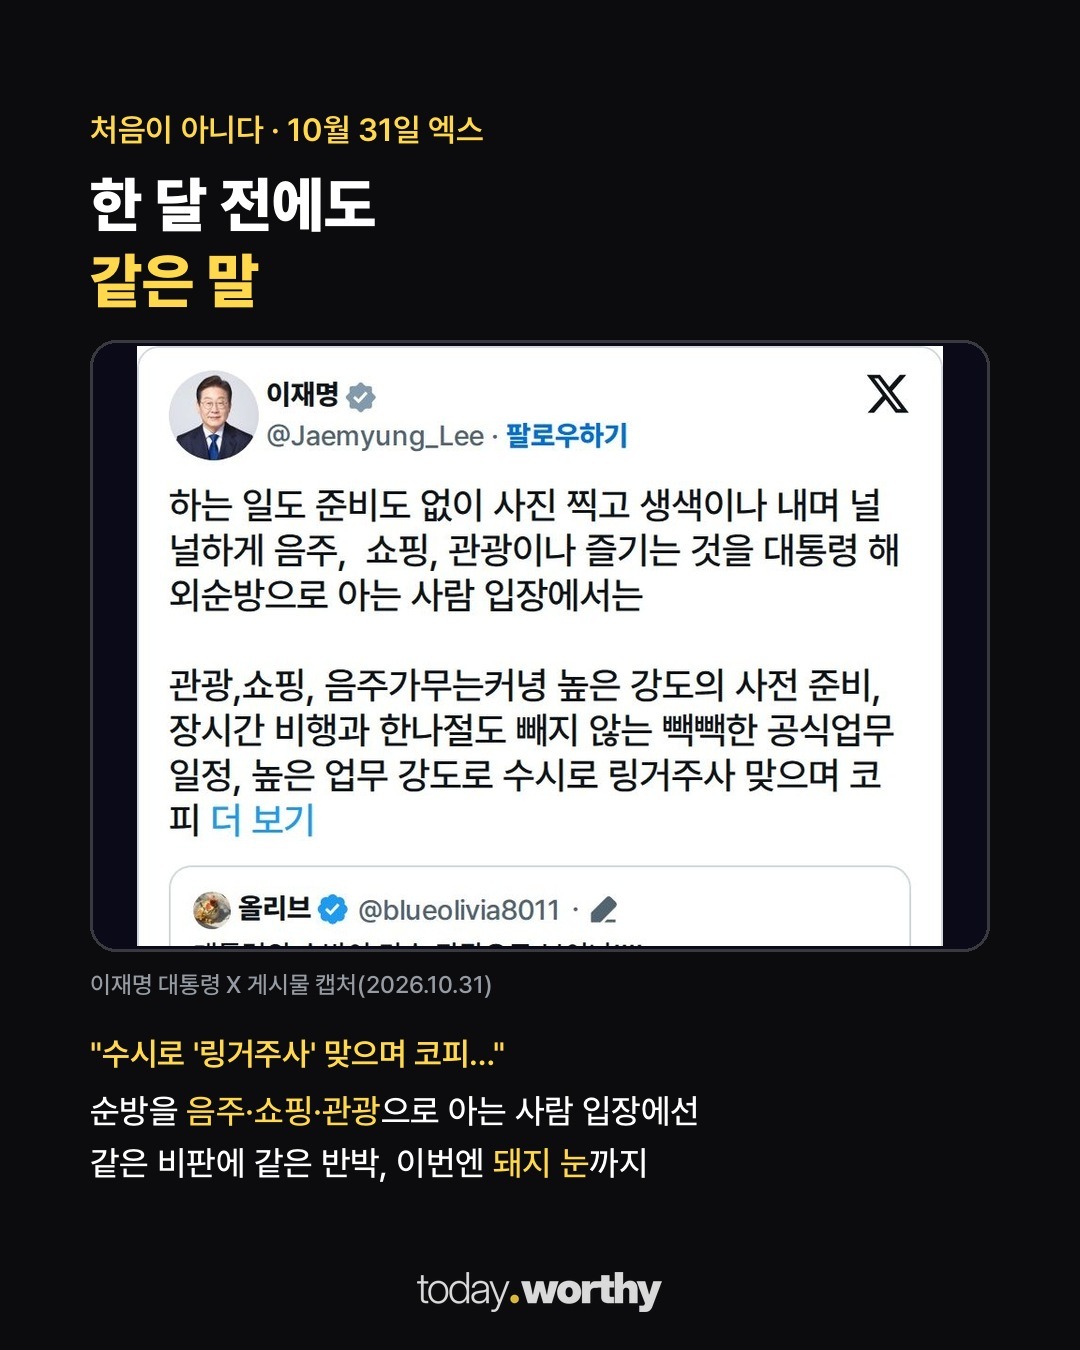 처음이 아니다 · 10월 31일 엑스
한 달 전에도
같은 말
이재명
@Jaemyung_Lee · 팔로우하기
하는 일도 준비도 없이 사진 찍고 생색이나 내며 널
널하게 음주,  쇼핑, 관광이나 즐기는 것을 대통령 해
외순방으로 아는 사람 입장에서는
관광,쇼핑, 음주가무는커녕 높은 강도의 사전 준비,
장시간 비행과 한나절도 빼지 않는 빽빽한 공식업무
일정, 높은 업무 강도로 수시로 링거주사 맞으며 코
피 더 보기
올리브 @blueolivia8011 ·
이재명 대통령 X 게시물 캡처(2026.10.31)
"수시로 '링거주사' 맞으며 코피..."
순방을 음주·쇼핑·관광으로 아는 사람 입장에선
같은 비판에 같은 반박, 이번엔 돼지 눈까지
today.worthy